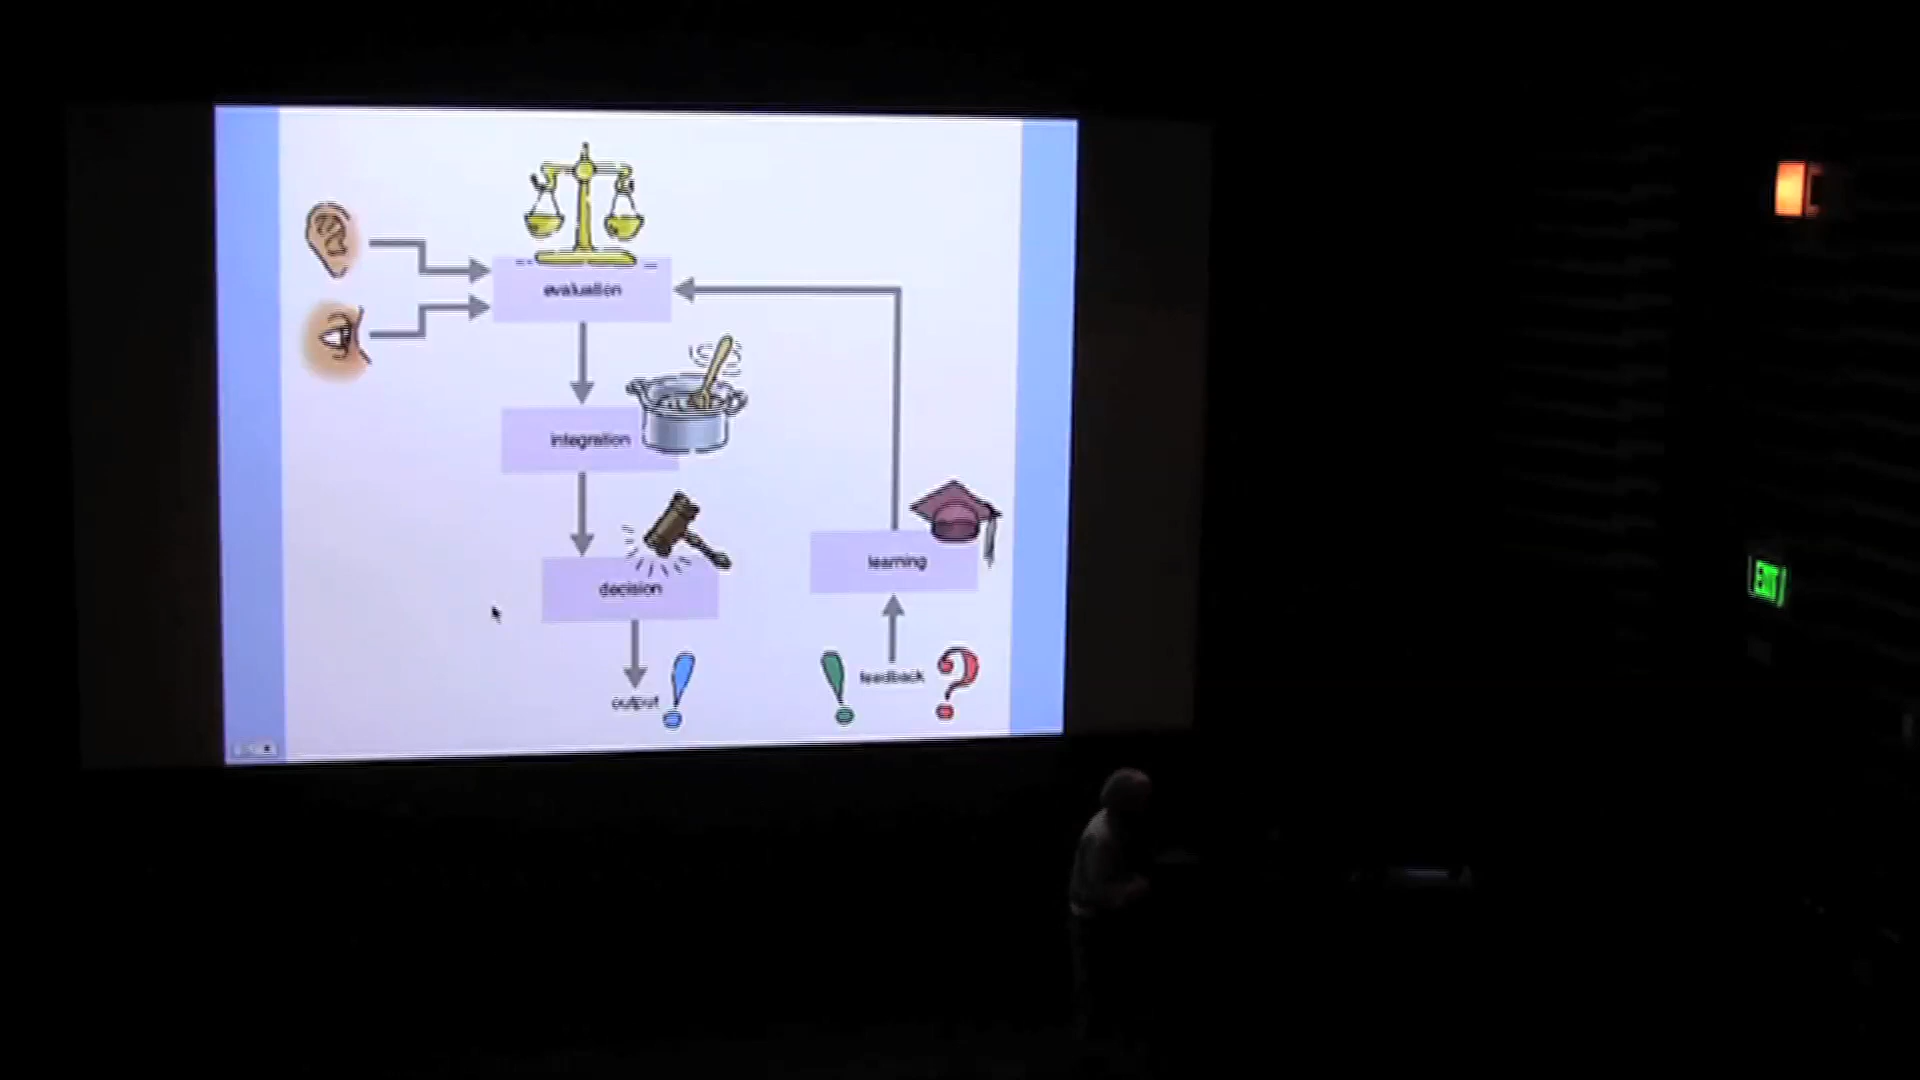 evaluation
integration
decision
learning
output
feedback
EXIT